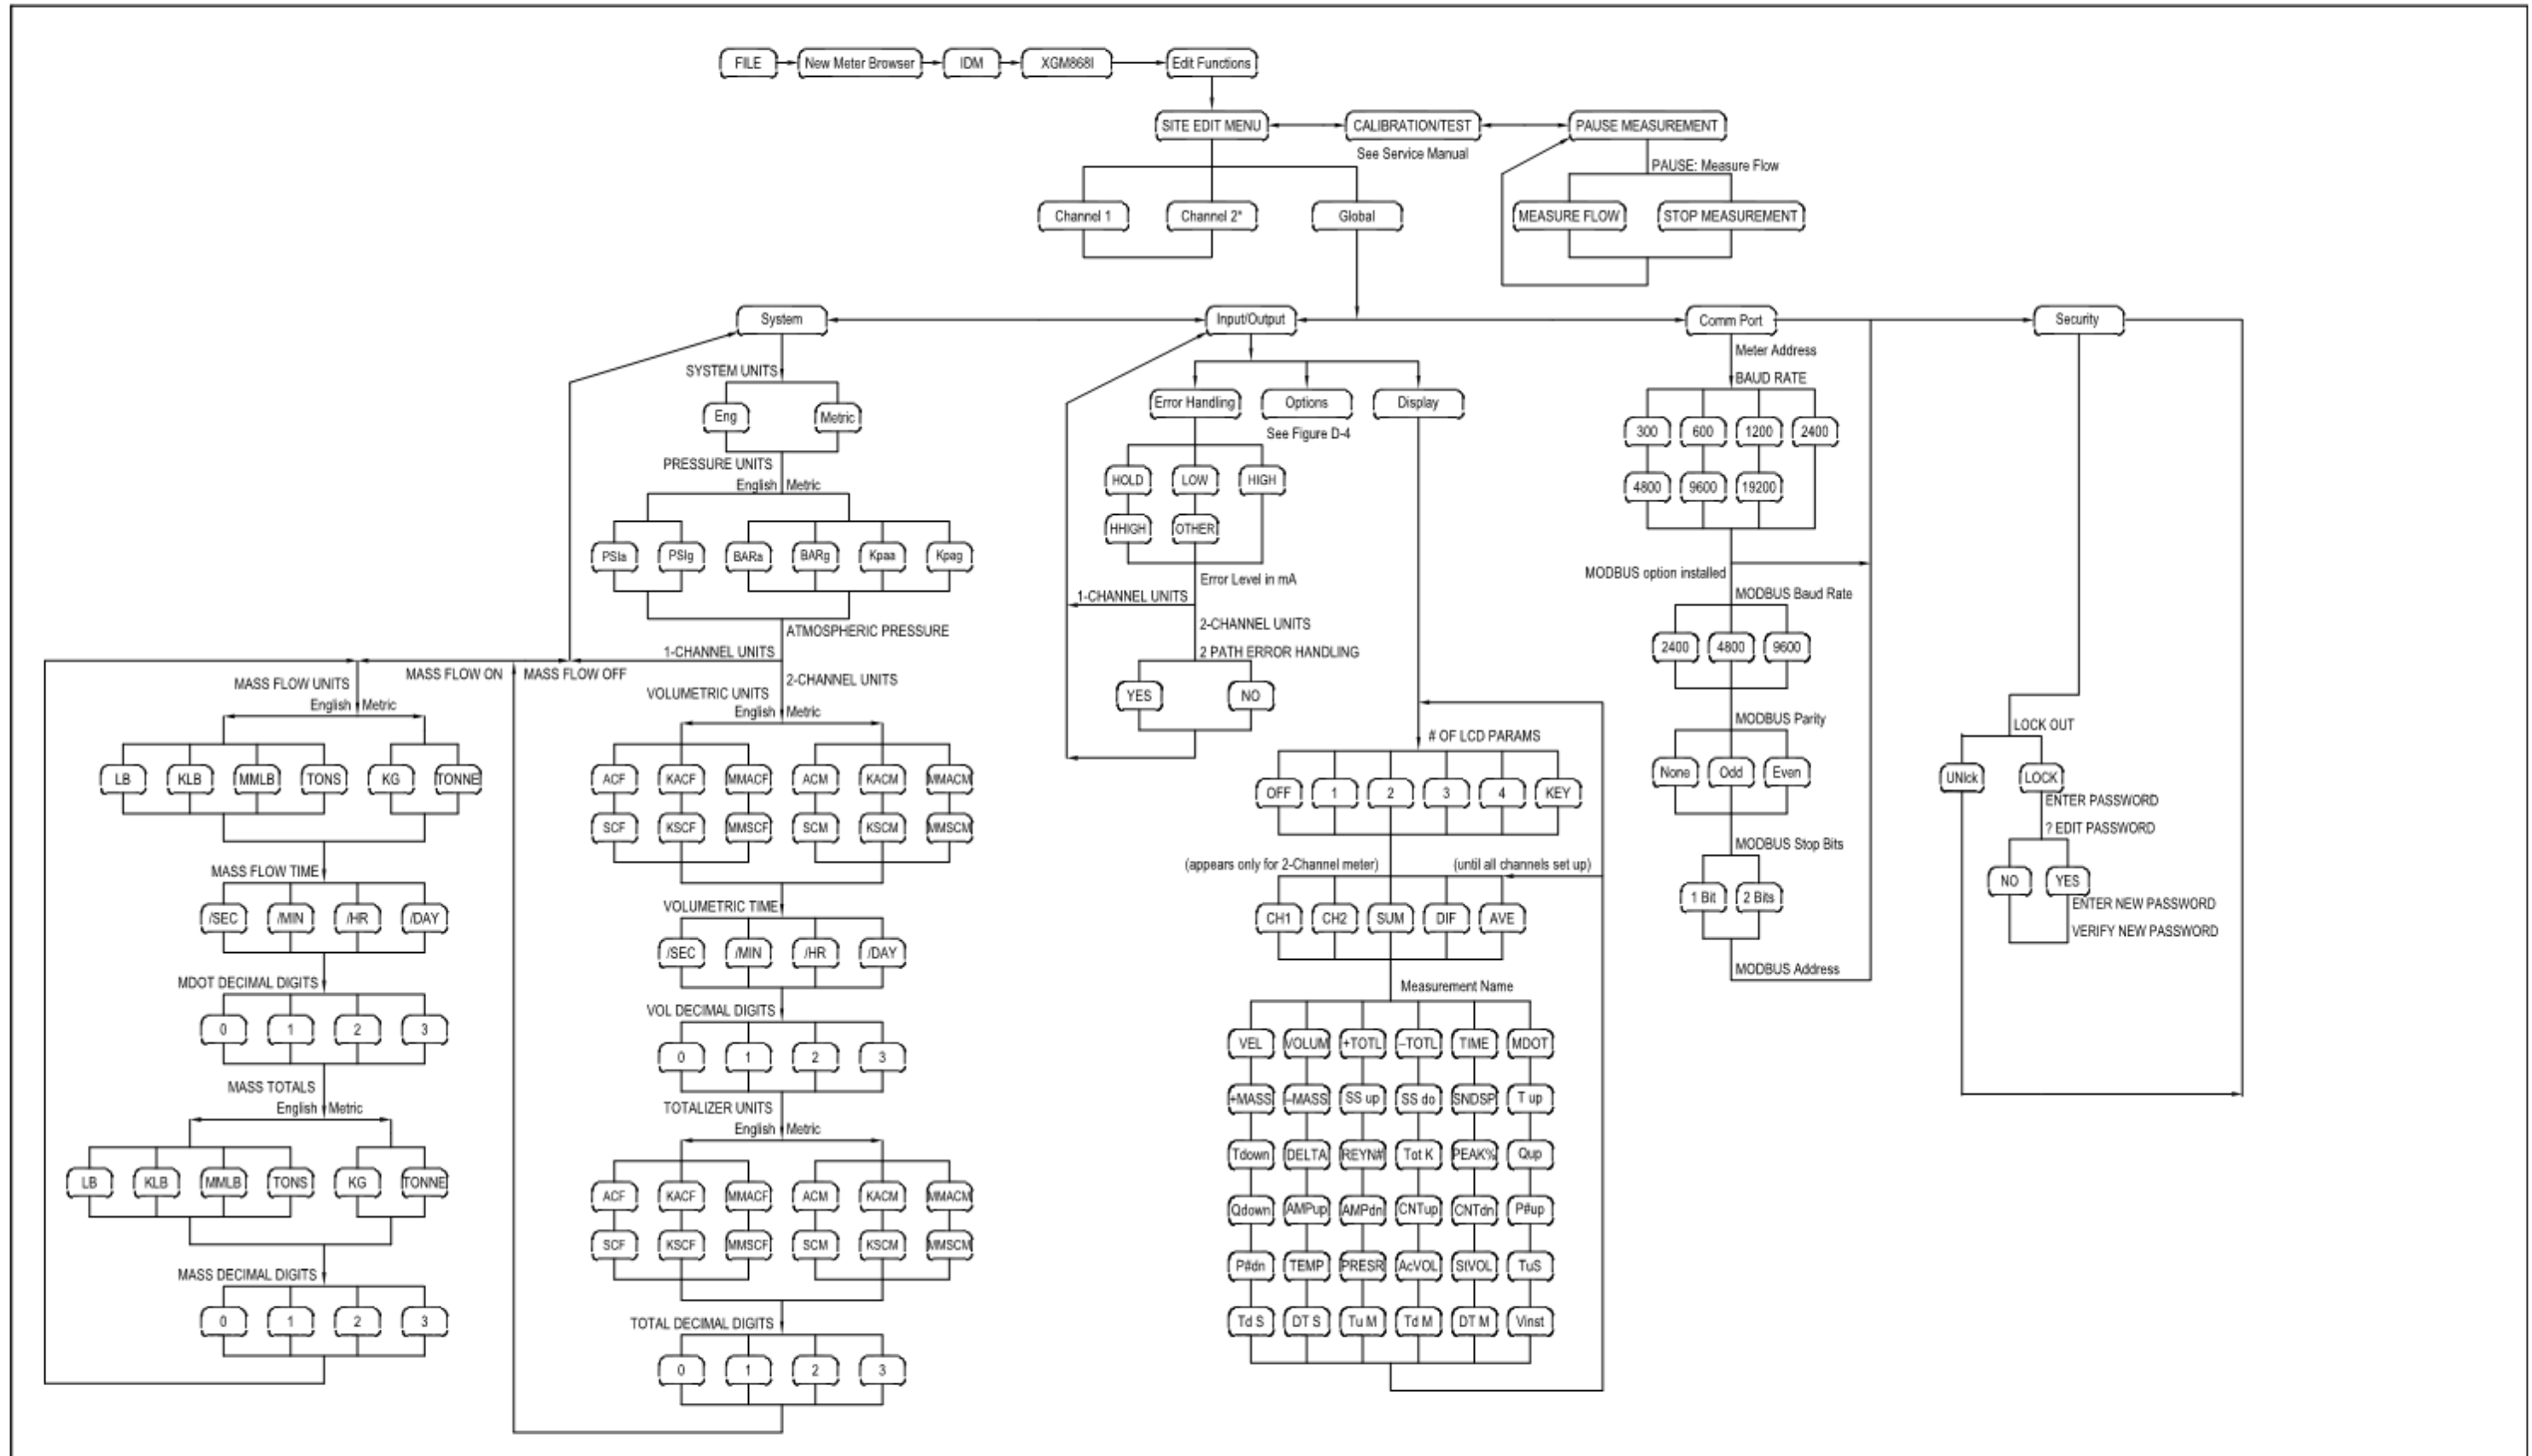 FILE New Meter Browser IDM XGM868I Edit Functions
SITE EDIT MENU CALIBRATION/TEST PAUSE MEASUREMENT
See Service Manual
PAUSE: Measure Flow
Channel 1 Channel 2* Global MEASURE FLOW STOP MEASUREMENT
System Input/Output Comm Port Security
SYSTEM UNITS
Eng Metric
PRESSURE UNITS
English Metric
PSIa PSIg BARa BARg Kpaa Kpag
ATMOSPHERIC PRESSURE
1-CHANNEL UNITS
MASS FLOW ON MASS FLOW OFF
2-CHANNEL UNITS
MASS FLOW UNITS
English Metric
LB KLB MMLB TONS KG TONNE
MASS FLOW TIME
/SEC /MIN /HR /DAY
MDOT DECIMAL DIGITS
0 1 2 3
MASS TOTALS
English Metric
LB KLB MMLB TONS KG TONNE
MASS DECIMAL DIGITS
0 1 2 3
VOLUMETRIC UNITS
English Metric
ACF KACF MMACF ACM KACM MMACM
SCF KSCF MMSCF SCM KSCM MMSCM
VOLUMETRIC TIME
/SEC /MIN /HR /DAY
VOL DECIMAL DIGITS
0 1 2 3
TOTALIZER UNITS
English Metric
ACF KACF MMACF ACM KACM MMACM
SCF KSCF MMSCF SCM KSCM MMSCM
TOTAL DECIMAL DIGITS
0 1 2 3
Error Handling Options Display
See Figure D-4
HOLD LOW HIGH
HHIGH OTHER
Error Level in mA
1-CHANNEL UNITS
2-CHANNEL UNITS
2 PATH ERROR HANDLING
YES NO
# OF LCD PARAMS
OFF 1 2 3 4 KEY
(appears only for 2-Channel meter) (until all channels set up)
CH1 CH2 SUM DIF AVE
Measurement Name
VEL VOLUM +TOTL –TOTL TIME MDOT
+MASS –MASS SS up SS do SNDSP T up
Tdown DELTA REYN# Tot K PEAK% Qup
Qdown AMPup AMPdn CNTup CNTdn P#up
P#dn TEMP PRESR AcVOL StVOL TuS
Td S DT S Tu M Td M DT M Vinst
Meter Address
BAUD RATE
300 600 1200 2400
4800 9600 19200
MODBUS option installed
MODBUS Baud Rate
2400 4800 9600
MODBUS Parity
None Odd Even
MODBUS Stop Bits
1 Bit 2 Bits
MODBUS Address
LOCK OUT
UNlck LOCK
ENTER PASSWORD
? EDIT PASSWORD
NO YES
ENTER NEW PASSWORD
VERIFY NEW PASSWORD